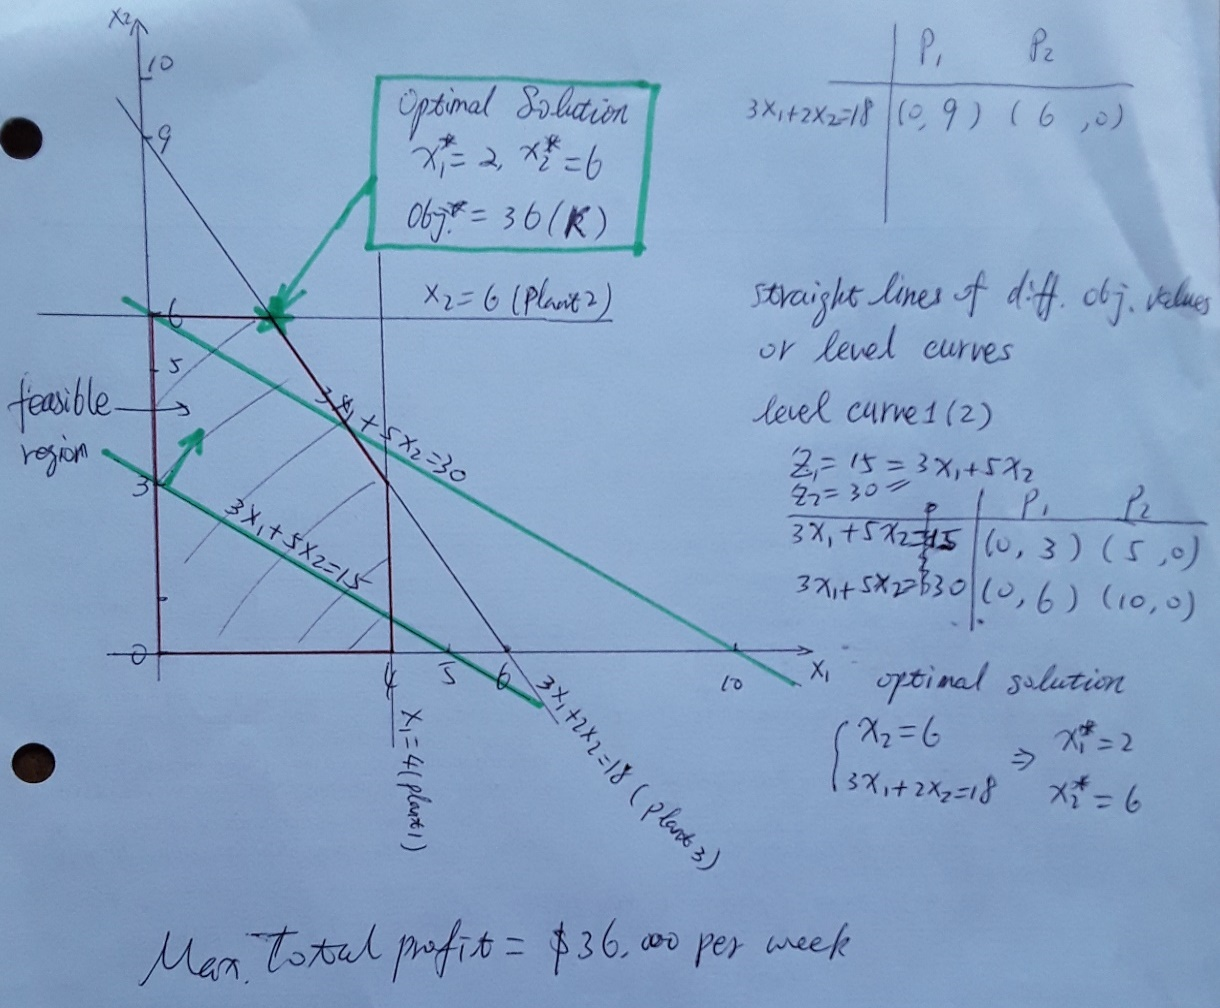 x₂
10
9
6
5
3
0
4
5
6
10
x₁
Optimal Solution
x₁*= 2, x₂*=6
Obj.*= 36(K)
x₂=6 (Plant 2)
feasible
region
3x₁+5x₂=30
3x₁+5x₂=15
x₁=4(plant 1)
3x₁+2x₂=18 (plant 3)
P₁ P₂
3x₁+2x₂=18 (0, 9) (6, 0)
straight lines of diff. obj. values
or level curves
level curve 1(2)
Z₁= 15 = 3x₁+5x₂
Z₂= 30 =
P₁ P₂
3x₁+5x₂=15 (0, 3) (5, 0)
3x₁+5x₂=30 (0, 6) (10, 0)
optimal solution
{ x₂=6 ⇒ x₁*=2
3x₁+2x₂=18 x₂*=6
Max. Total profit = $36,000 per week